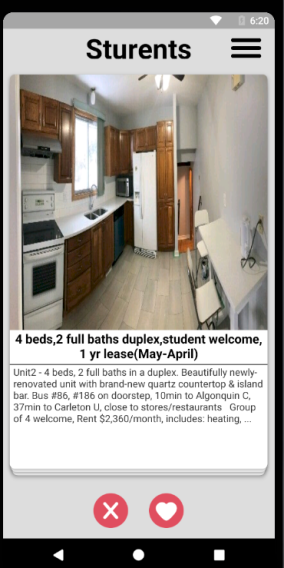 6:20
Sturents
4 beds,2 full baths duplex,student welcome,
1 yr lease(May-April)
Unit2 - 4 beds, 2 full baths in a duplex. Beautifully newly-
renovated unit with brand-new quartz countertop & island
bar. Bus #86, #186 on doorstep, 10min to Algonquin C,
37min to Carleton U, close to stores/restaurants   Group
of 4 welcome, Rent $2,360/month, includes: heating, ...